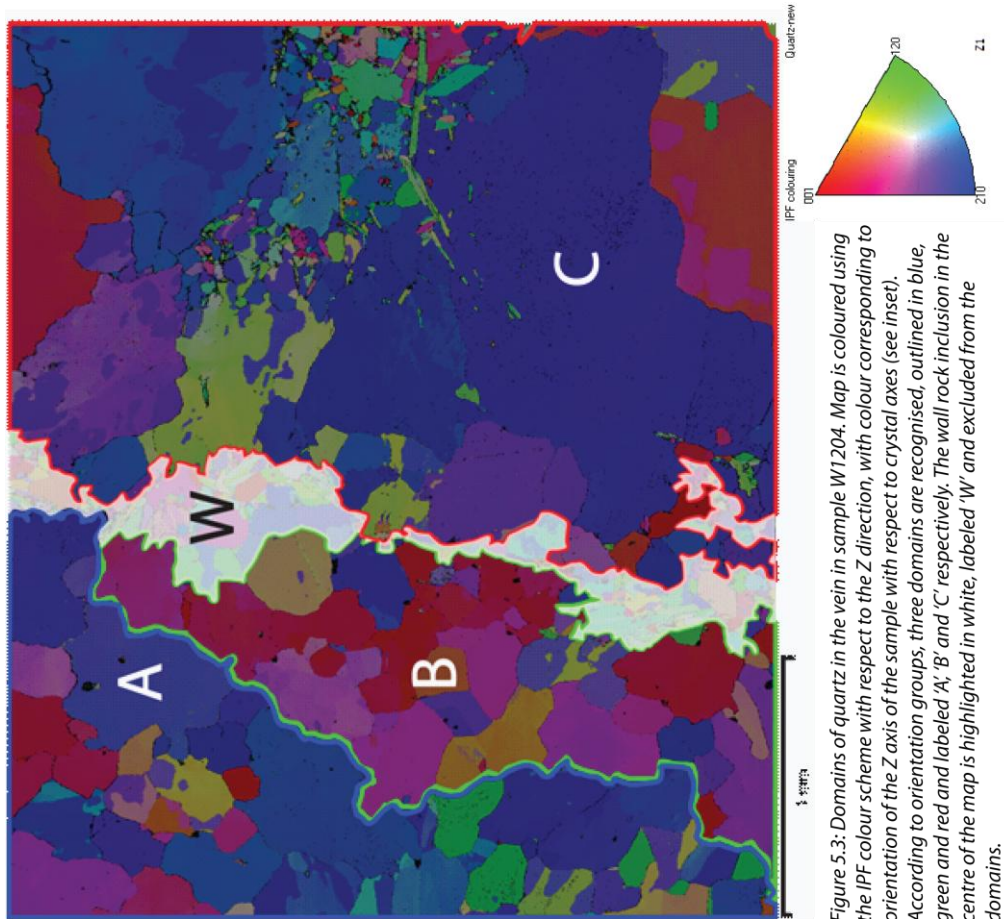 A
B
W
C
IPF colouring
Quartz-new
001
120
210
Z1
Figure 5.3: Domains of quartz in the vein in sample W1204. Map is coloured using
the IPF colour scheme with respect to the Z direction, with colour corresponding to
orientation of the Z axis of the sample with respect to crystal axes (see inset).
According to orientation groups, three domains are recognised, outlined in blue,
green and red and labeled 'A', 'B' and 'C' respectively. The wall rock inclusion in the
centre of the map is highlighted in white, labeled 'W' and excluded from the
domains.